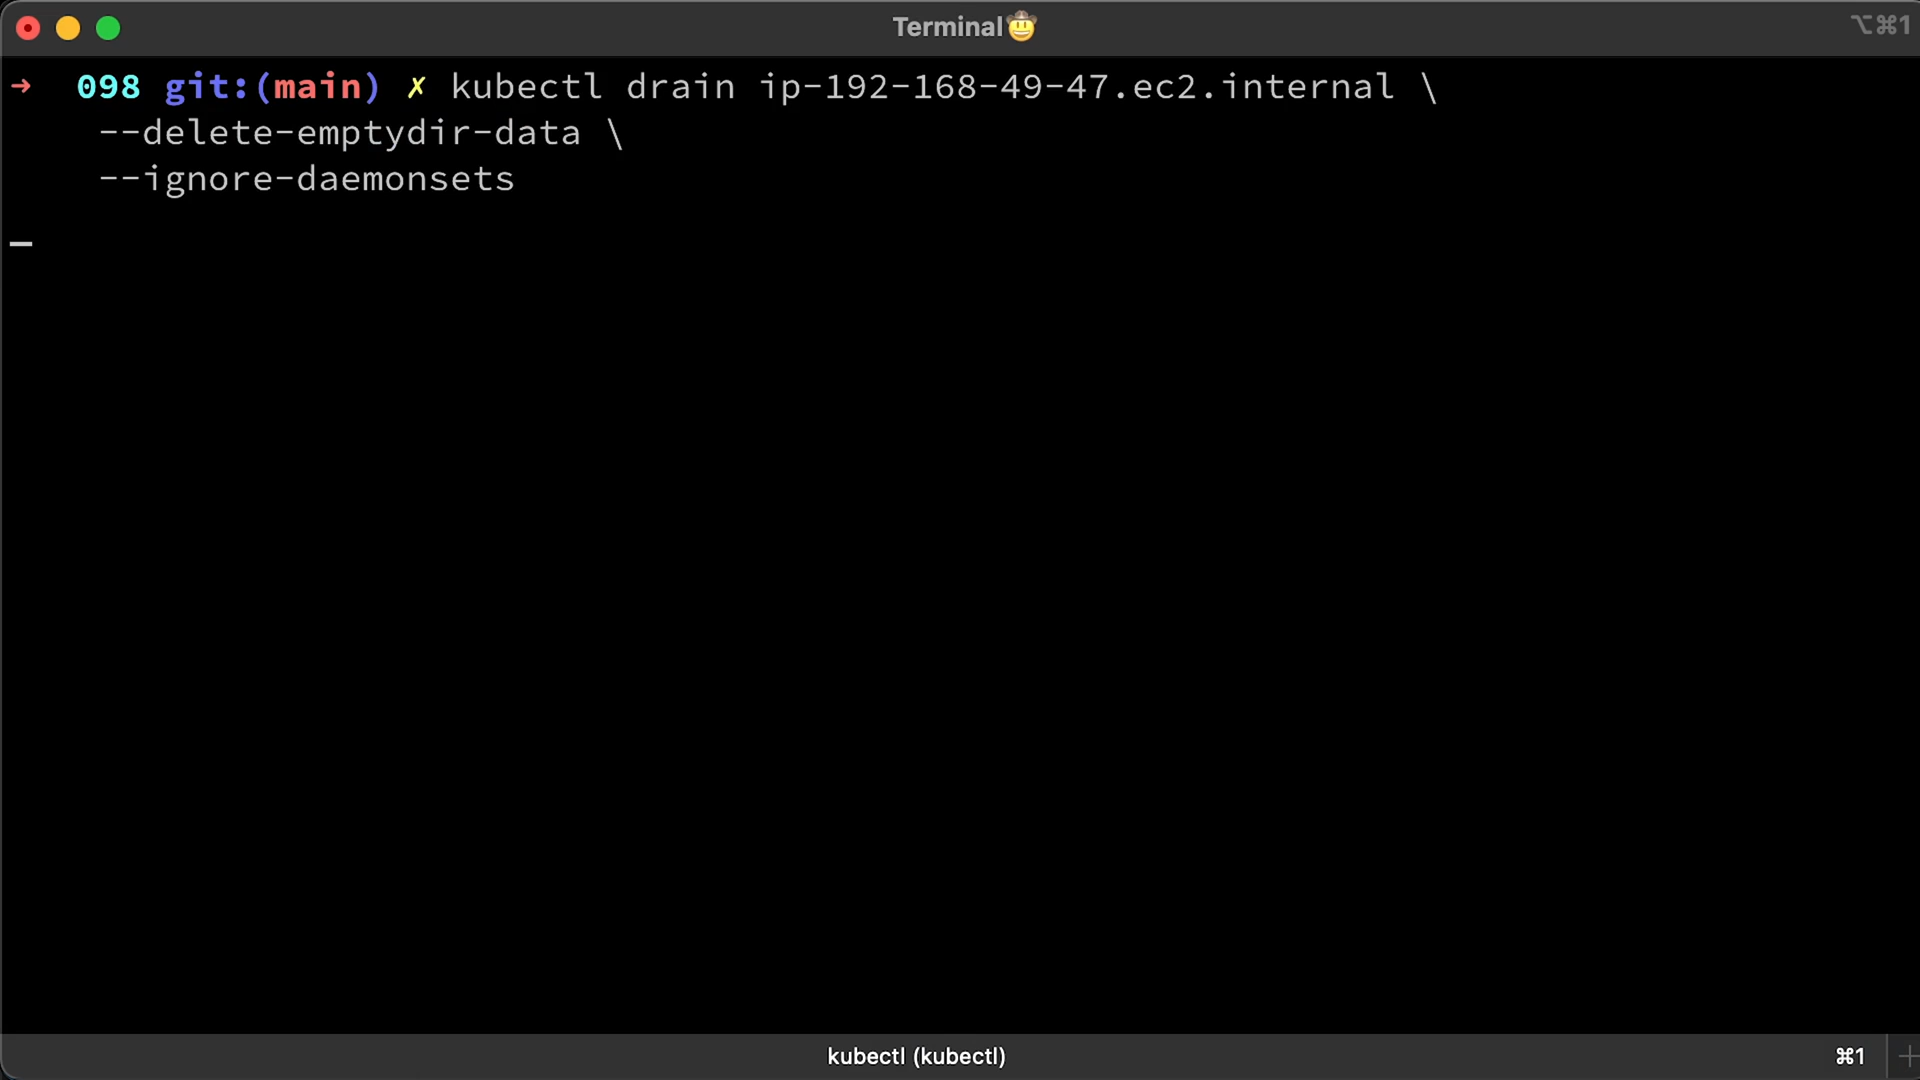 Terminal🤠
⌥⌘1
→ 098 git:(main) ✗ kubectl drain ip-192-168-49-47.ec2.internal \
--delete-emptydir-data \
--ignore-daemonsets
kubectl (kubectl)
⌘1